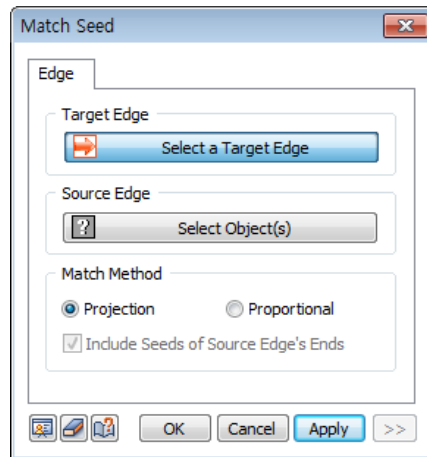 Match Seed
Edge
Target Edge
Select a Target Edge
Source Edge
? Select Object(s)
Match Method
Projection Proportional
Include Seeds of Source Edge's Ends
OK Cancel Apply >>